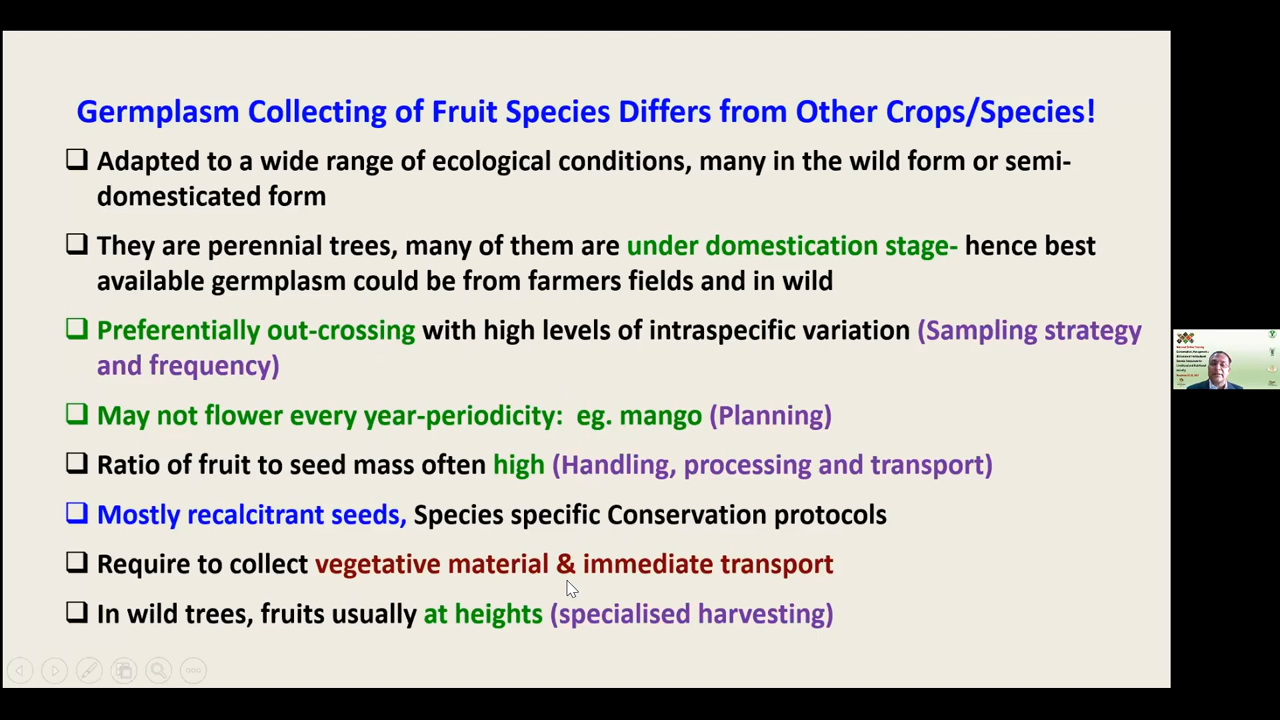 Germplasm Collecting of Fruit Species Differs from Other Crops/Species!
Adapted to a wide range of ecological conditions, many in the wild form or semi-
domesticated form
They are perennial trees, many of them are under domestication stage- hence best
available germplasm could be from farmers fields and in wild
Preferentially out-crossing with high levels of intraspecific variation (Sampling strategy
and frequency)
May not flower every year-periodicity: eg. mango (Planning)
Ratio of fruit to seed mass often high (Handling, processing and transport)
Mostly recalcitrant seeds, Species specific Conservation protocols
Require to collect vegetative material & immediate transport
In wild trees, fruits usually at heights (specialised harvesting)